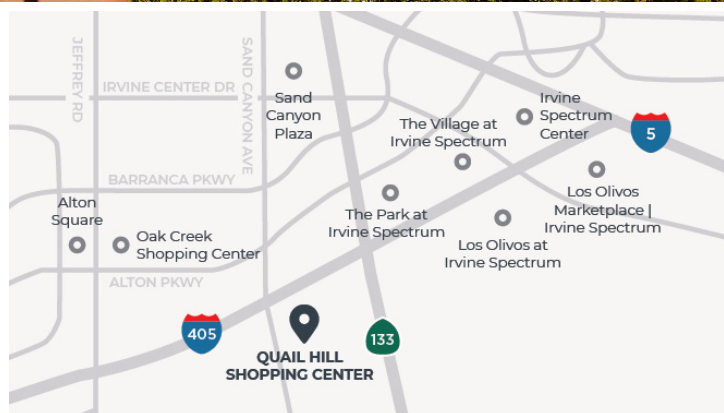 JEFFREY RD
SAND CANYON AVE
IRVINE CENTER DR
Sand
Canyon
Plaza
The Village at
Irvine Spectrum
Irvine
Spectrum
Center
5
BARRANCA PKWY
Alton
Square
Oak Creek
Shopping Center
The Park at
Irvine Spectrum
Los Olivos at
Irvine Spectrum
Los Olivos
Marketplace |
Irvine Spectrum
ALTON PKWY
405
133
QUAIL HILL
SHOPPING CENTER